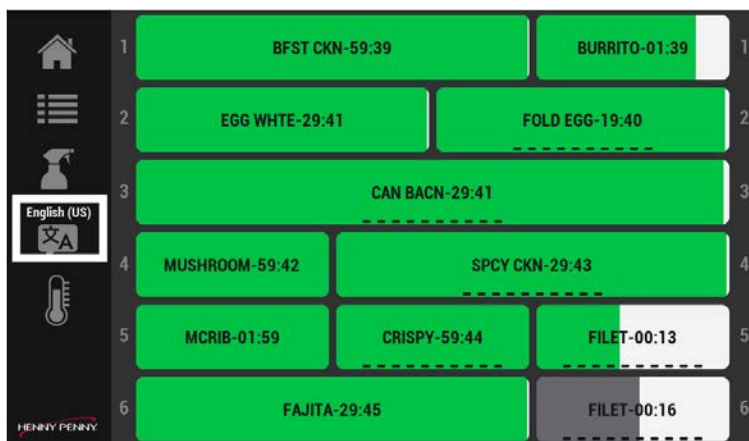 1 BFST CKN-59:39 BURRITO-01:39 1
2 EGG WHTE-29:41 FOLD EGG-19:40 2
3 CAN BACN-29:41 3
English (US)
文A
4 MUSHROOM-59:42 SPCY CKN-29:43 4
5 MCRIB-01:59 CRISPY-59:44 FILET-00:13 5
6 FAJITA-29:45 FILET-00:16 6
HENNY PENNY